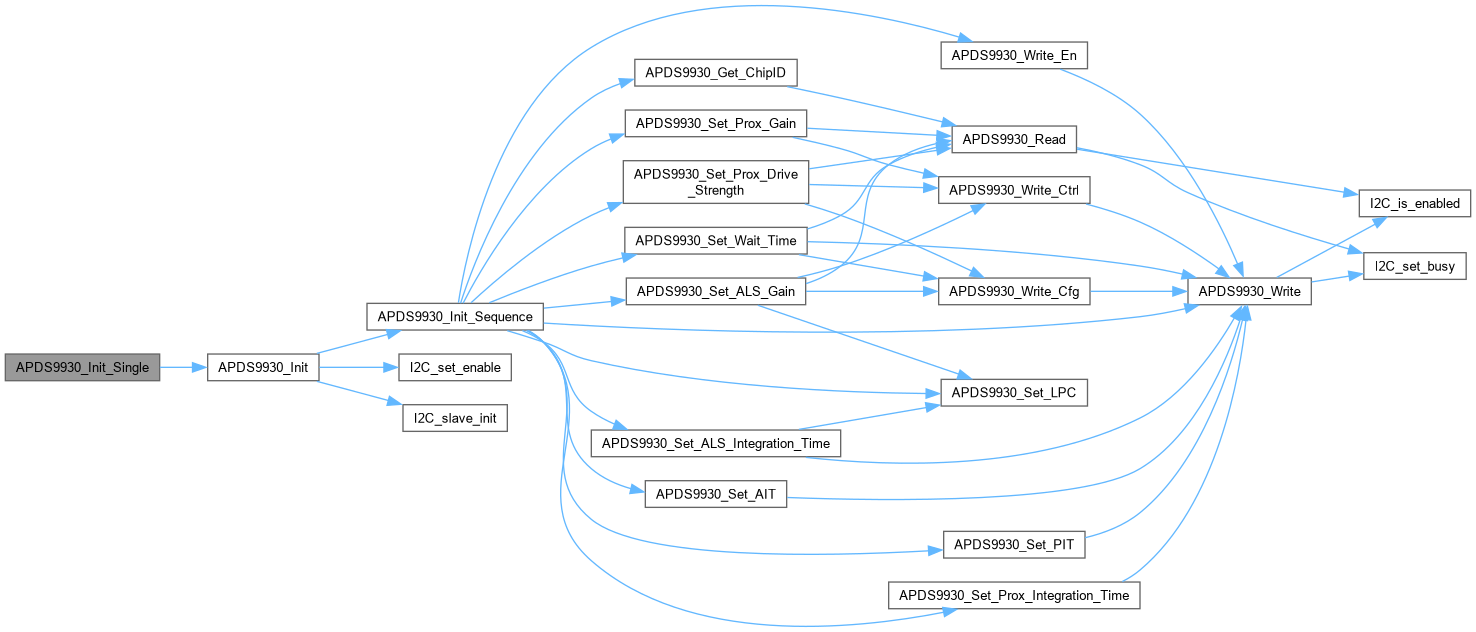 APDS9930_Init_Single
APDS9930_Init
APDS9930_Init_Sequence
I2C_set_enable
I2C_slave_init
APDS9930_Get_ChipID
APDS9930_Set_Prox_Gain
APDS9930_Set_Prox_Drive
_Strength
APDS9930_Set_Wait_Time
APDS9930_Set_ALS_Gain
APDS9930_Set_ALS_Integration_Time
APDS9930_Set_AIT
APDS9930_Write_En
APDS9930_Read
APDS9930_Write_Ctrl
APDS9930_Write_Cfg
APDS9930_Set_LPC
APDS9930_Set_PIT
APDS9930_Set_Prox_Integration_Time
APDS9930_Write
I2C_is_enabled
I2C_set_busy